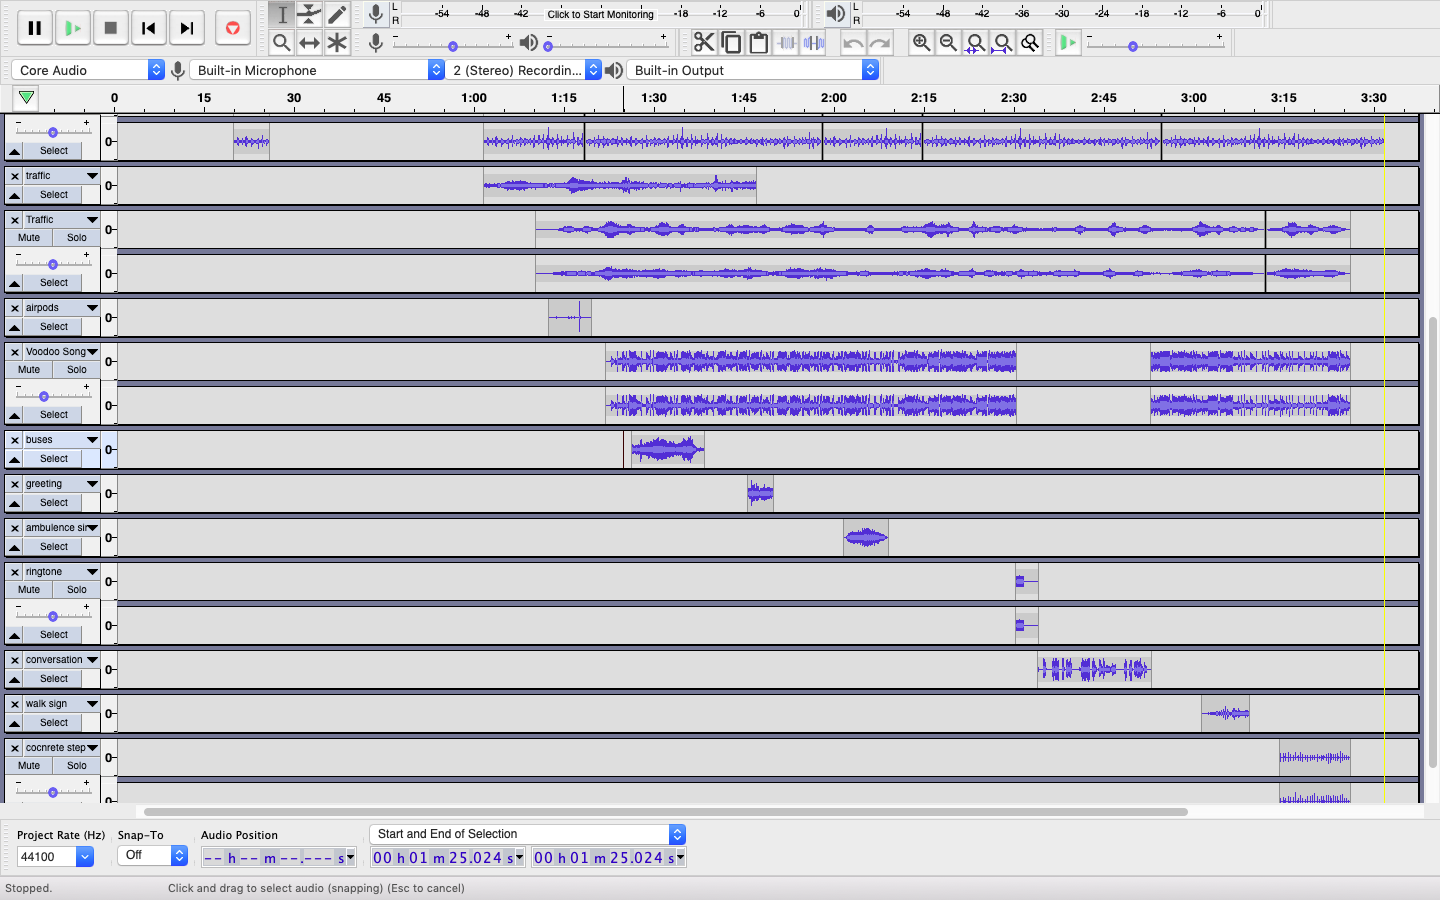 L
R
-54 -48 -42 Click to Start Monitoring -18 -12 -6 0
L
R
-54 -48 -42 -36 -30 -24 -18 -12 -6 0
- +
- +
- +
Core Audio
Built-in Microphone
2 (Stereo) Recordin...
Built-in Output
0 15 30 45 1:00 1:15 1:30 1:45 2:00 2:15 2:30 2:45 3:00 3:15 3:30
- +
Select
0-
× traffic
Select
0-
× Traffic
Mute Solo
0-
- +
Select
0-
× airpods
Select
0-
× Voodoo Song
Mute Solo
0-
- +
Select
0-
× buses
Select
0-
× greeting
Select
0-
× ambulence sir
Select
0-
× ringtone
Mute Solo
0-
- +
Select
0-
× conversation
Select
0-
× walk sign
Select
0-
× cocnrete step
Mute Solo
0-
- +
0-
Project Rate (Hz)
Snap-To
Audio Position
Start and End of Selection
44100
Off
-- h -- m --.--- s
00 h 01 m 25.024 s
00 h 01 m 25.024 s
Stopped.
Click and drag to select audio (snapping) (Esc to cancel)